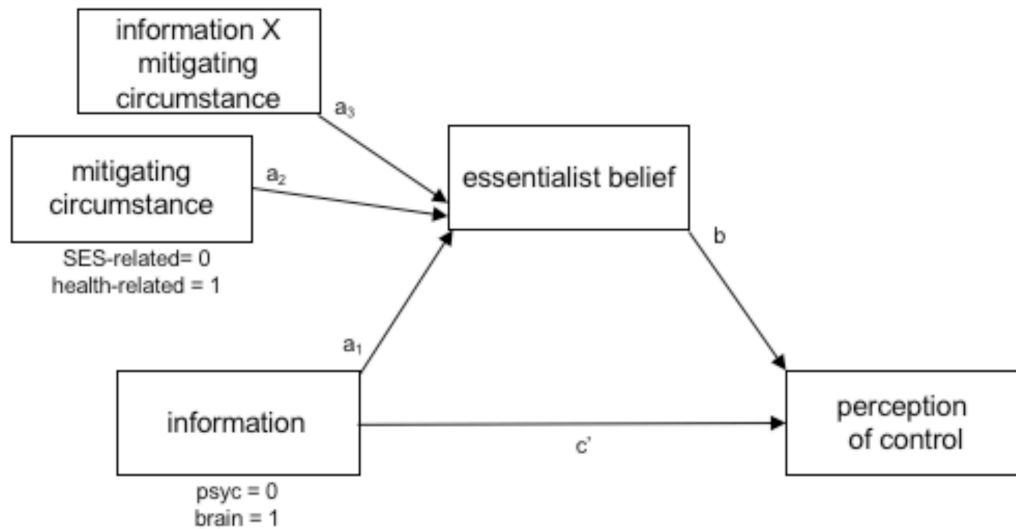 information X
mitigating
circumstance
a₃
mitigating
circumstance
a₂
essentialist belief
SES-related= 0
health-related = 1
b
a₁
information
c'
perception
of control
psyc = 0
brain = 1